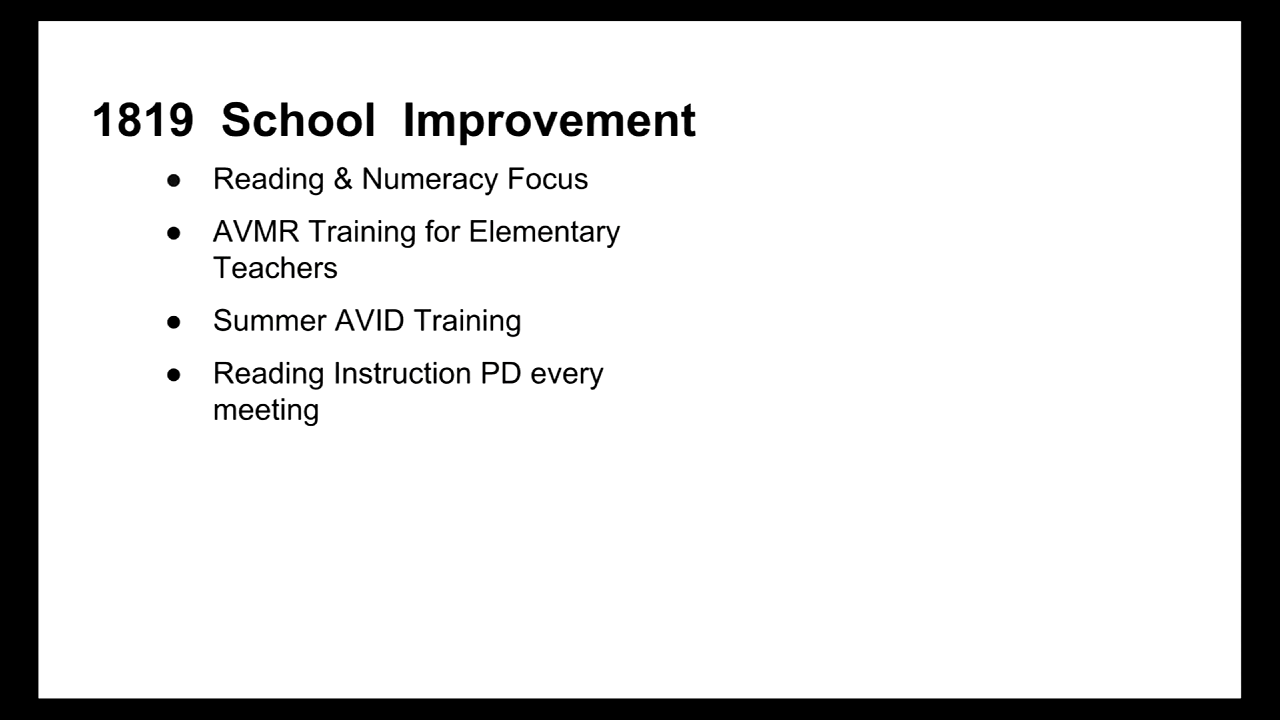 1819 School Improvement
● Reading & Numeracy Focus
● AVMR Training for Elementary
Teachers
● Summer AVID Training
● Reading Instruction PD every
meeting